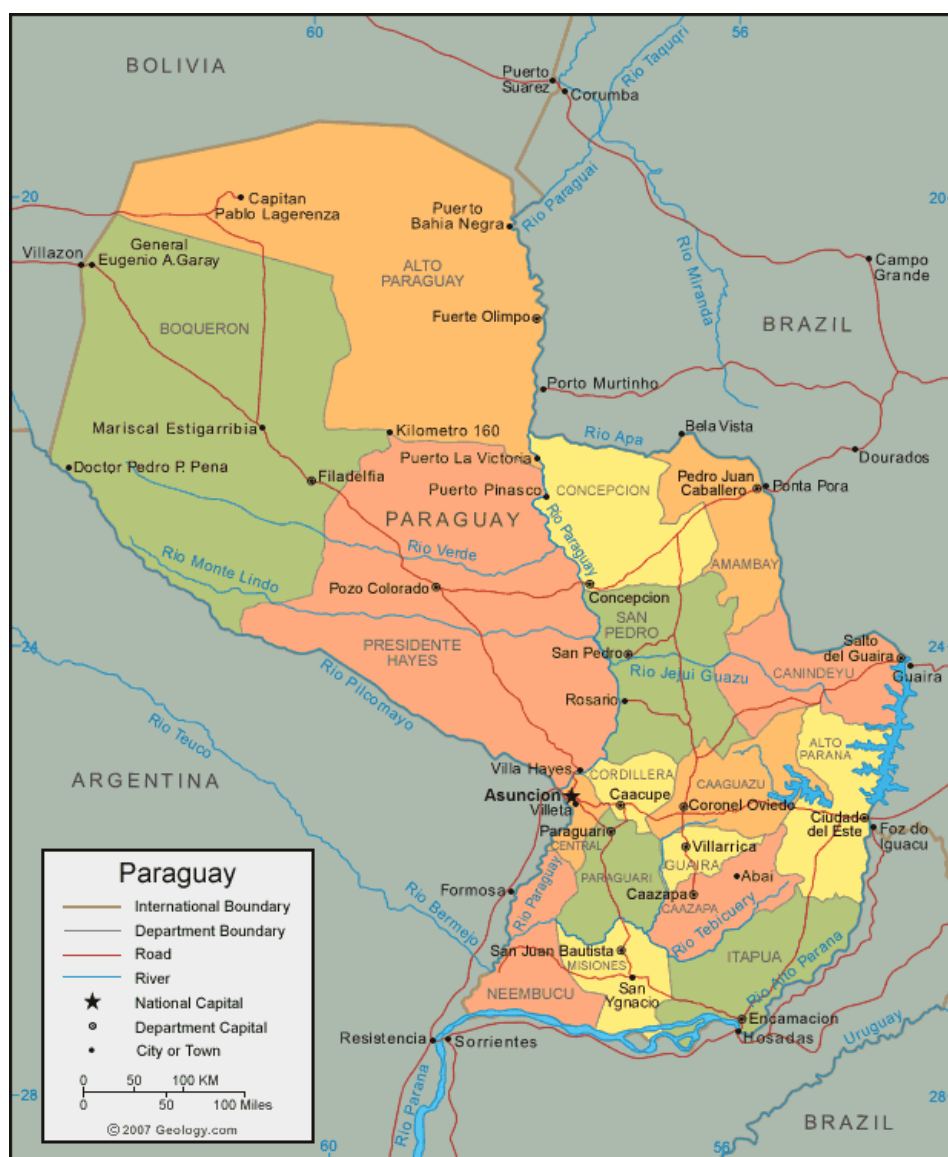 60
56
BOLIVIA
Puerto
Suarez
Corumba
Rio Taquqri
20
20
Capitan
Pablo Lagerenza
Puerto
Bahia Negra
Rio Paraguai
Villazon
General
Eugenio A.Garay
ALTO
PARAGUAY
Rio Miranda
Campo
Grande
BOQUERON
Fuerte Olimpo
BRAZIL
Porto Murtinho
Mariscal Estigarribia
Kilometro 160
Rio Apa
Bela Vista
Doctor Pedro P. Pena
Filadelfia
Puerto La Victoria
Dourados
Puerto Pinasco
CONCEPCION
Pedro Juan
Caballero
Ponta Pora
PARAGUAY
Rio Paraguay
Rio Verde
Rio Monte Lindo
AMAMBAY
Pozo Colorado
Concepcion
SAN
PEDRO
PRESIDENTE
HAYES
San Pedro
Salto
del Guaira
24
24
Guaira
Rio Jejui Guazu
CANINDEYU
Rio Pilcomayo
Rosario
Rio Teuco
ALTO
PARANA
ARGENTINA
Villa Hayes
CORDILLERA
CAAGUAZU
Asuncion
Villeta
Caacupe
Coronel Oviedo
Ciudad
del Este
Foz do
Iguacu
Paraguari
CENTRAL
Villarrica
GUAIRA
PARAGUARI
Abai
Formosa
Rio Paraguay
Caazapa
CAAZAPA
Rio Bermejo
Rio Tebicuery
San Juan Bautista
MISIONES
ITAPUA
Rio Alto Parana
NEEMBUCU
San
Ygnacio
Encarnacion
Hosadas
Resistencia
Sorrientes
Uruguay
Rio Parana
28
28
BRAZIL
60
56
Paraguay
International Boundary
Department Boundary
Road
River
National Capital
Department Capital
City or Town
0 50 100 KM
0 50 100 Miles
© 2007 Geology.com